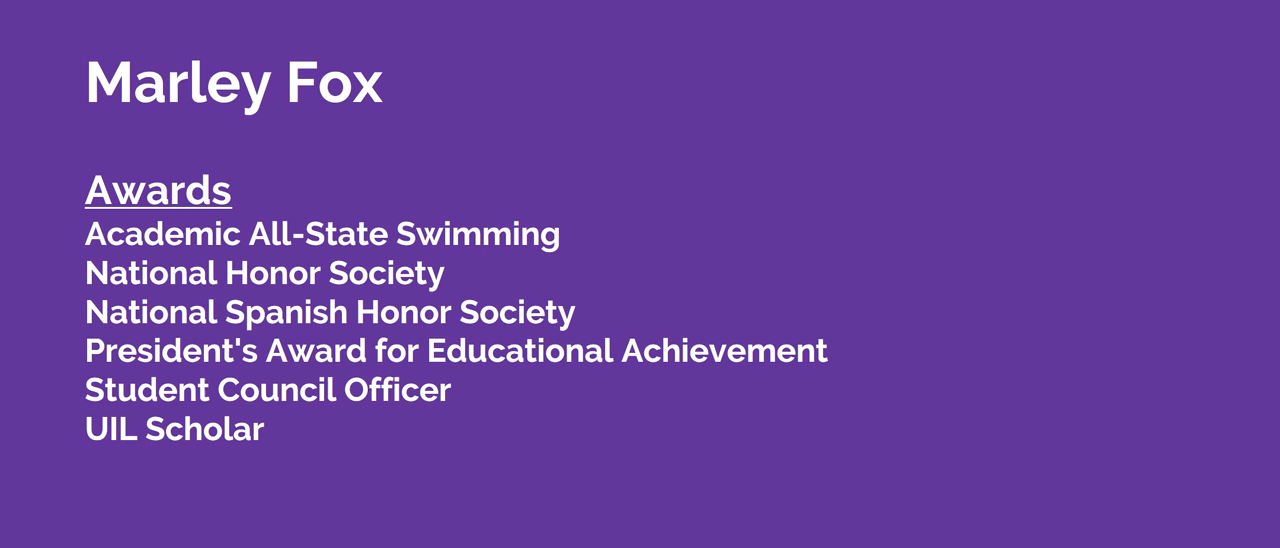 Marley Fox
Awards
Academic All-State Swimming
National Honor Society
National Spanish Honor Society
President's Award for Educational Achievement
Student Council Officer
UIL Scholar